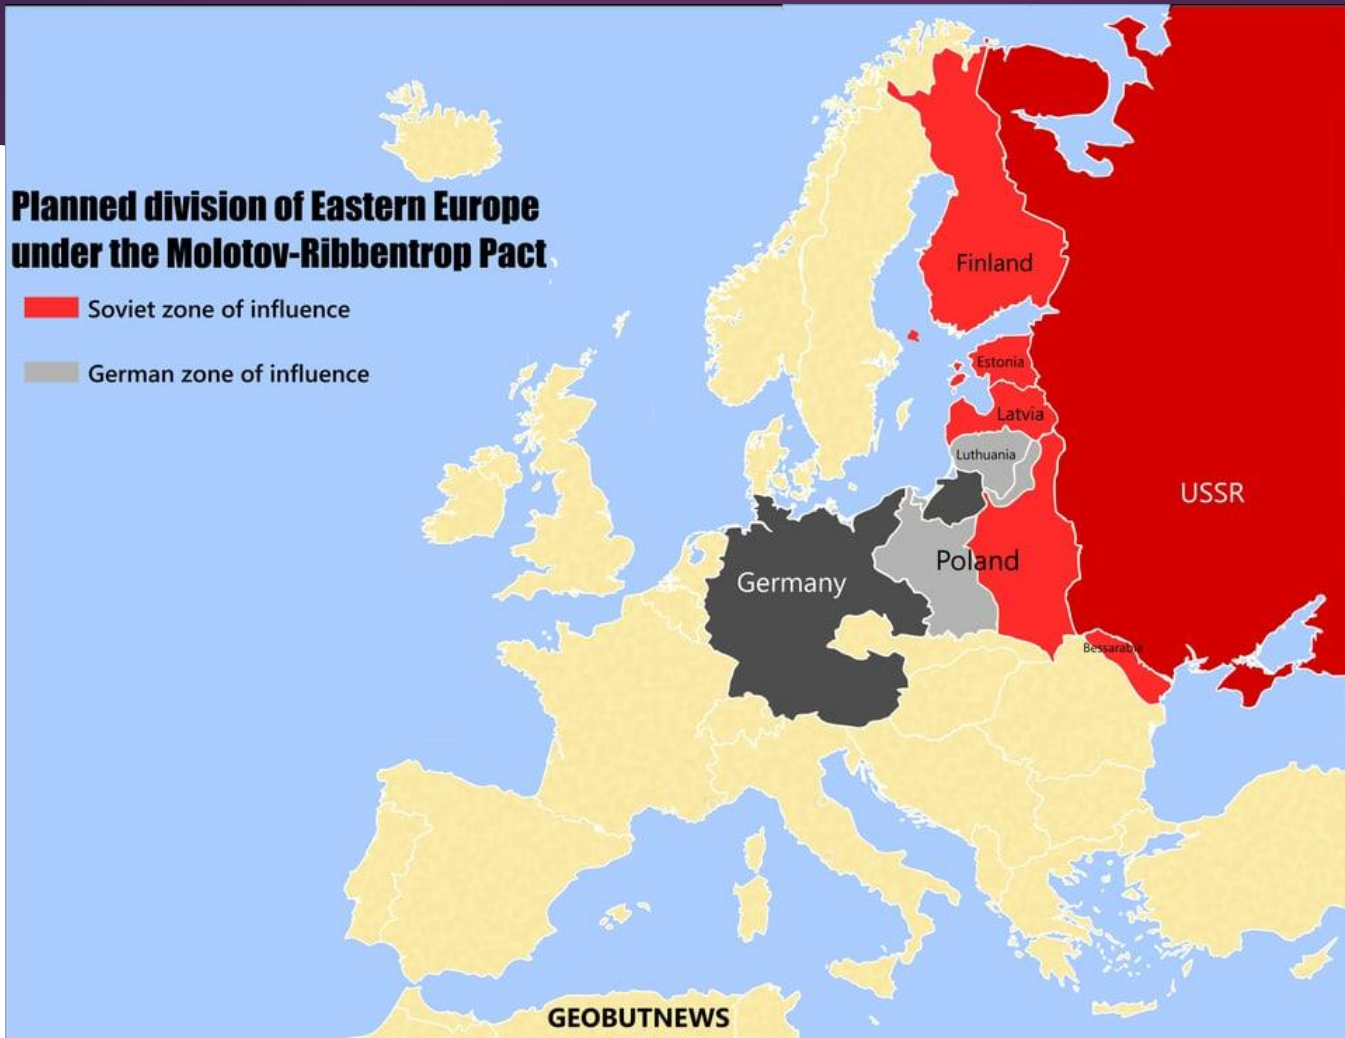 Planned division of Eastern Europe
under the Molotov-Ribbentrop Pact
Soviet zone of influence
German zone of influence
Finland
Estonia
Latvia
Luthuania
USSR
Poland
Germany
Bessarabia
GEOBUTNEWS